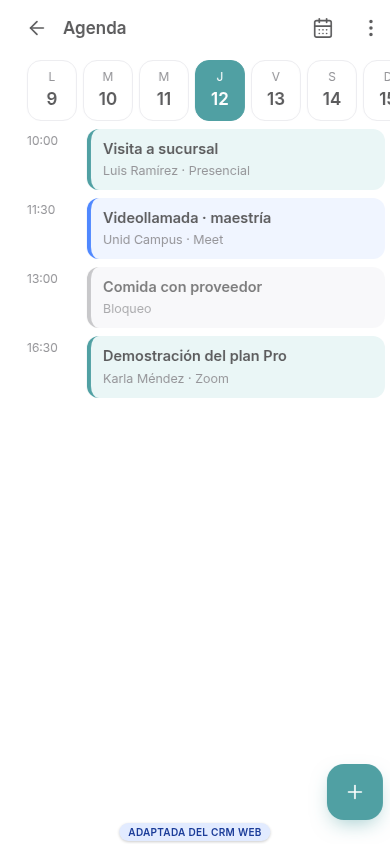 Agenda
L M M J V S D
9 10 11 12 13 14 15
10:00
Visita a sucursal
Luis Ramírez · Presencial
11:30
Videollamada · maestría
Unid Campus · Meet
13:00
Comida con proveedor
Bloqueo
16:30
Demostración del plan Pro
Karla Méndez · Zoom
+
ADAPTADA DEL CRM WEB